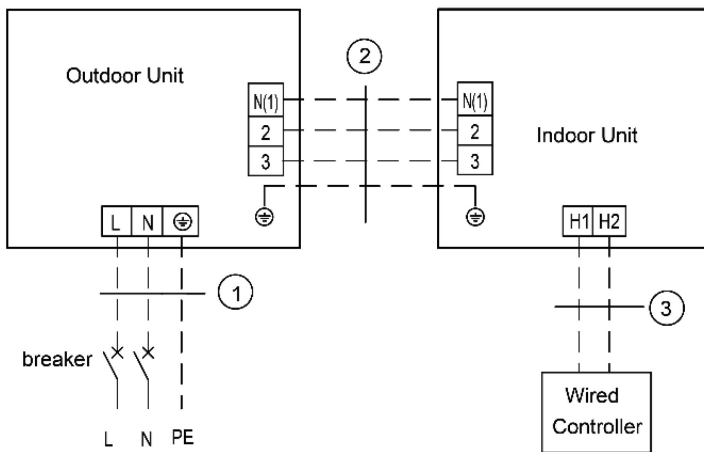 Outdoor Unit
2
Indoor Unit
N(1)
2
3
N(1)
2
3
L N
H1 H2
1
3
breaker
L N PE
Wired
Controller